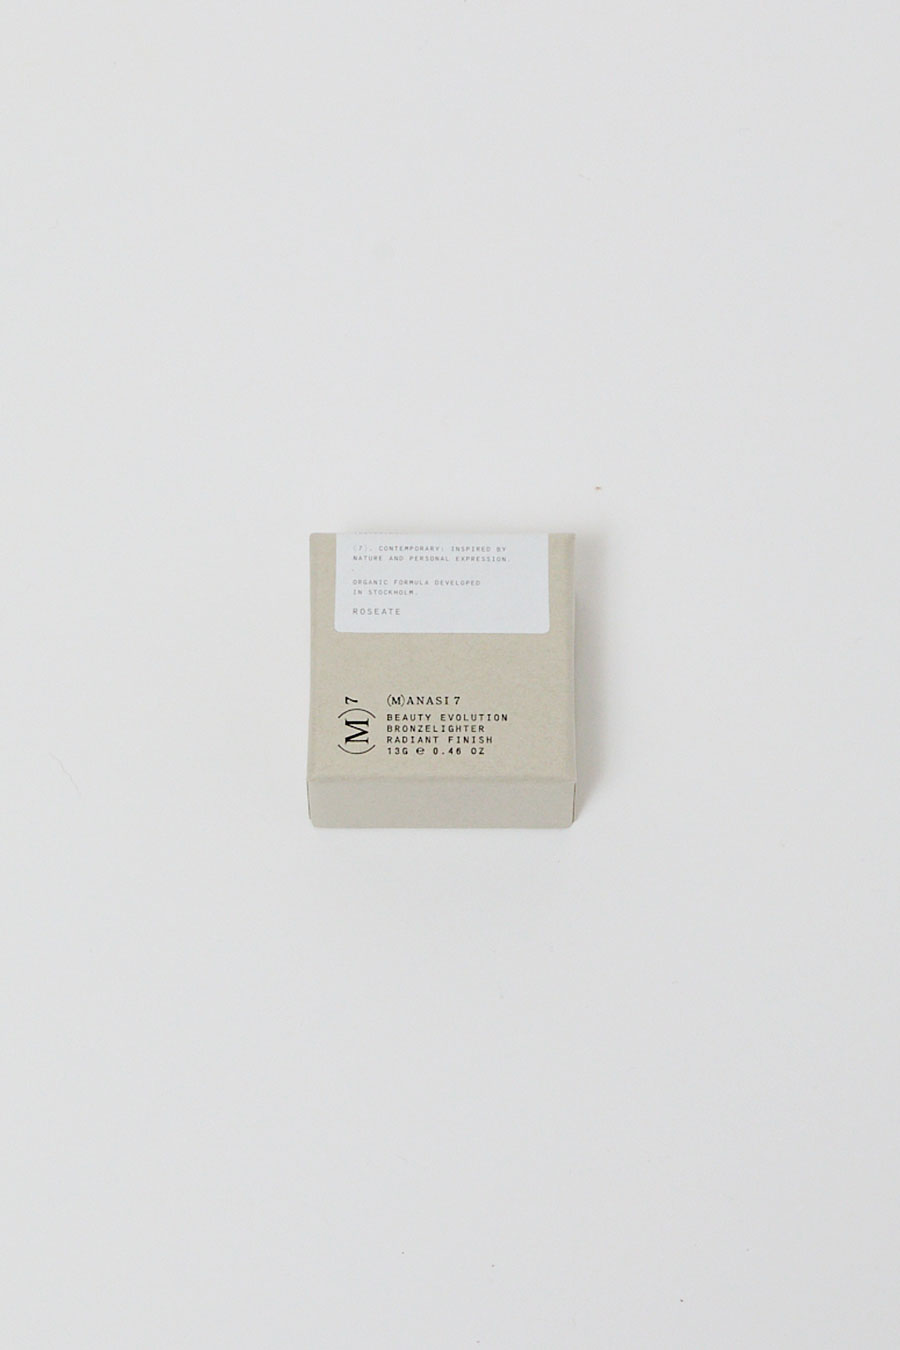 (7). CONTEMPORARY: INSPIRED BY
NATURE AND PERSONAL EXPRESSION.
ORGANIC FORMULA DEVELOPED
IN STOCKHOLM.
ROSEATE
(M)7
(M)ANASI 7
BEAUTY EVOLUTION
BRONZELIGHTER
RADIANT FINISH
13G ℮ 0.46 OZ